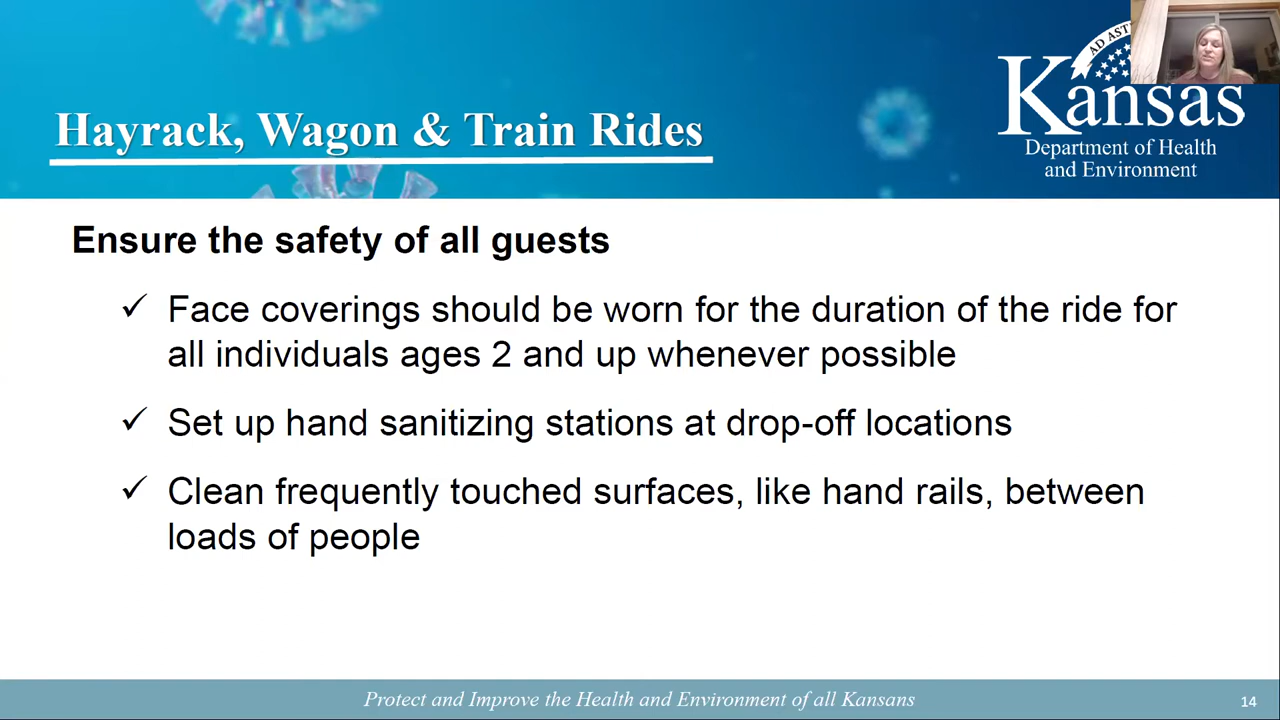 AD AST
Kansas
Department of Health
and Environment
Hayrack, Wagon & Train Rides
Ensure the safety of all guests
✓ Face coverings should be worn for the duration of the ride for
all individuals ages 2 and up whenever possible
✓ Set up hand sanitizing stations at drop-off locations
✓ Clean frequently touched surfaces, like hand rails, between
loads of people
Protect and Improve the Health and Environment of all Kansans
14